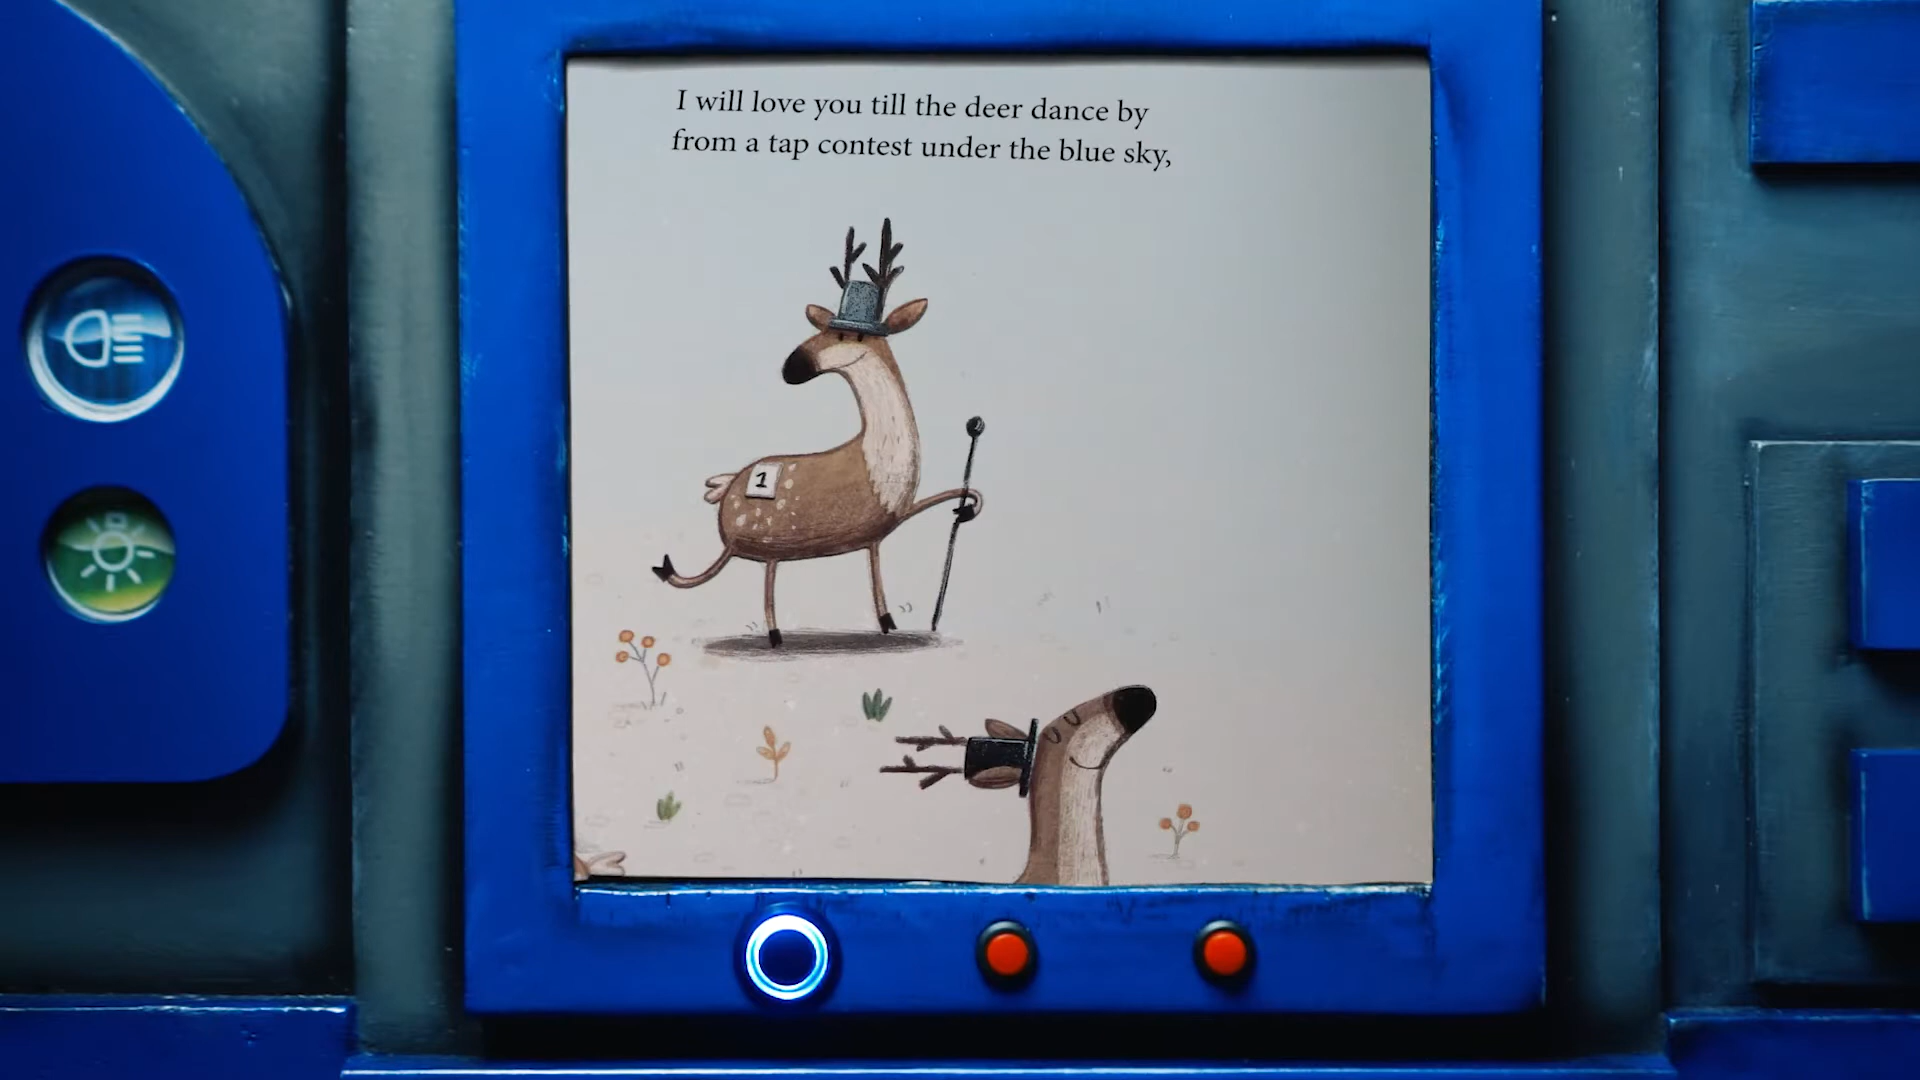 I will love you till the deer dance by
from a tap contest under the blue sky,
1